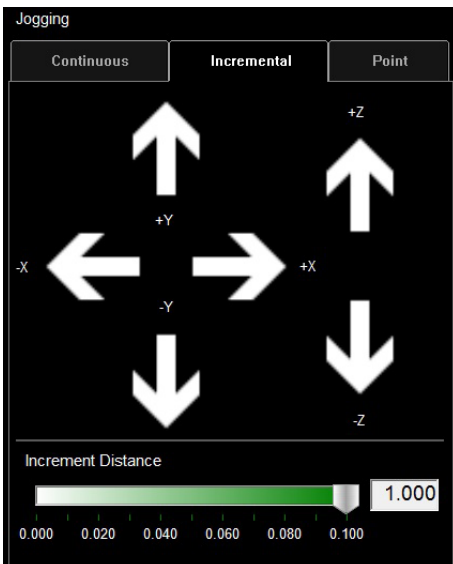 Jogging
Continuous Incremental Point
+Z
+Y
-X +X
-Y
-Z
Increment Distance
1.000
0.000 0.020 0.040 0.060 0.080 0.100